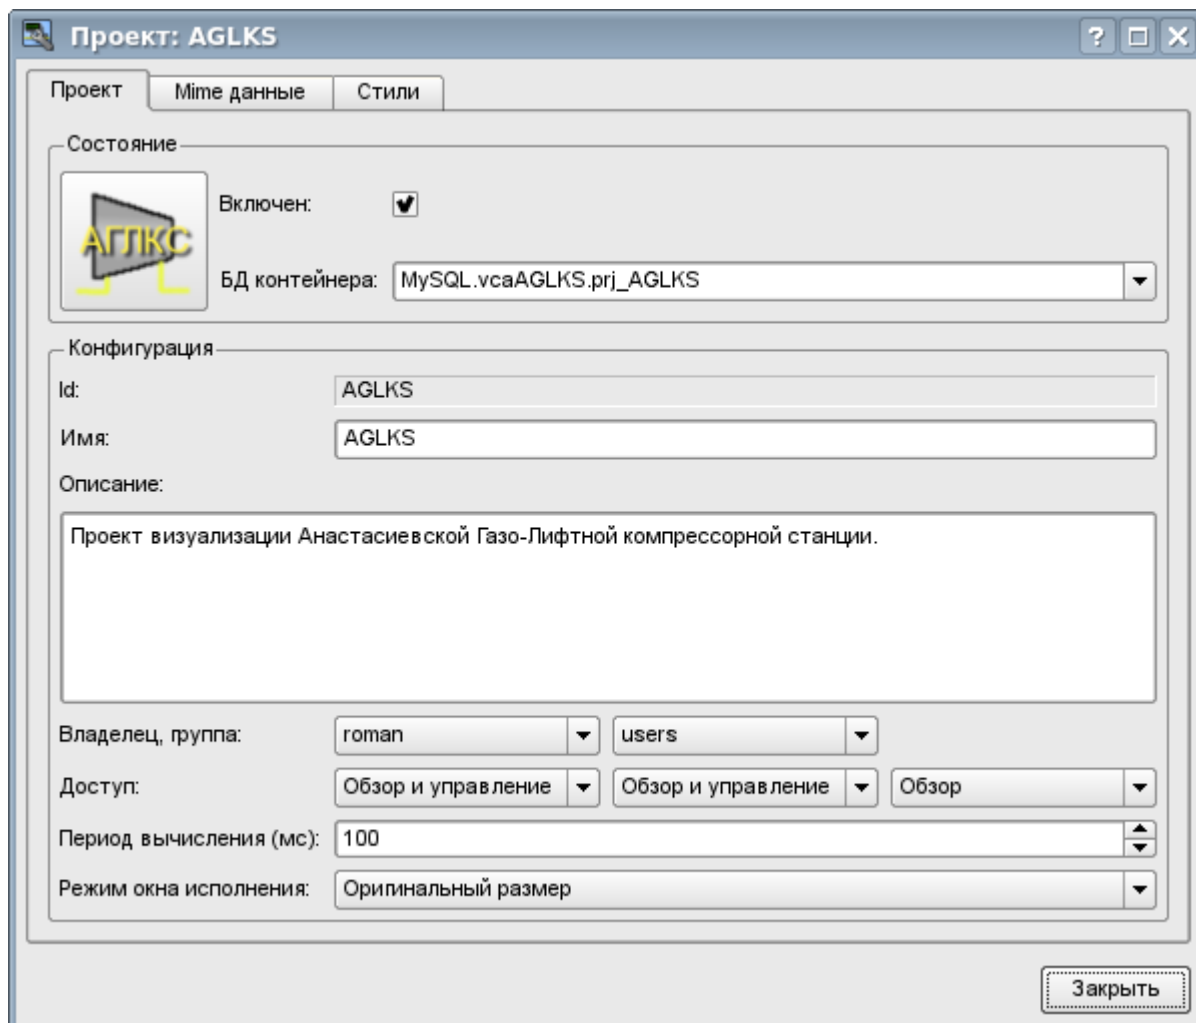 Проект: AGLKS
Проект Mime данные Стили
Состояние
АГЛКС
Включен:
БД контейнера: MySQL.vcaAGLKS.prj_AGLKS
Конфигурация
Id: AGLKS
Имя: AGLKS
Описание:
Проект визуализации Анастасиевской Газо-Лифтной компрессорной станции.
Владелец, группа: roman users
Доступ: Обзор и управление Обзор и управление Обзор
Период вычисления (мс): 100
Режим окна исполнения: Оригинальный размер
Закрыть